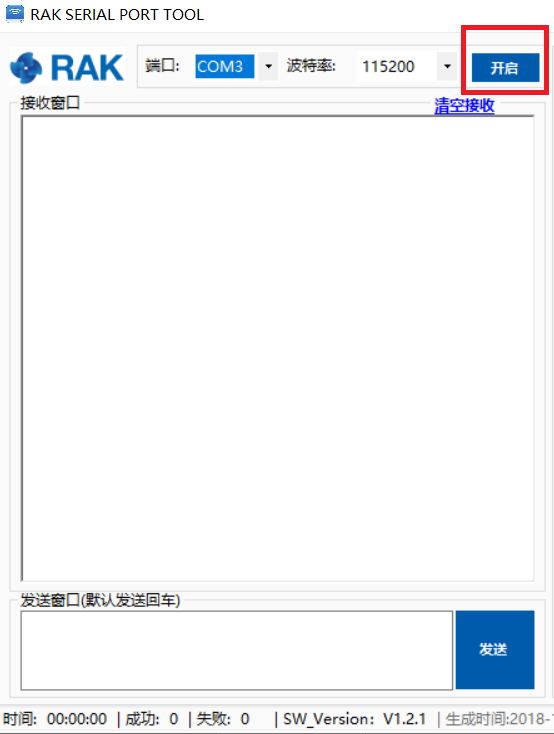 RAK SERIAL PORT TOOL
RAK 端口: COM3 波特率: 115200 开启
接收窗口 清空接收
发送窗口(默认发送回车)
发送
时间: 00:00:00 | 成功: 0 | 失败: 0 | SW_Version: V1.2.1 | 生成时间:2018-